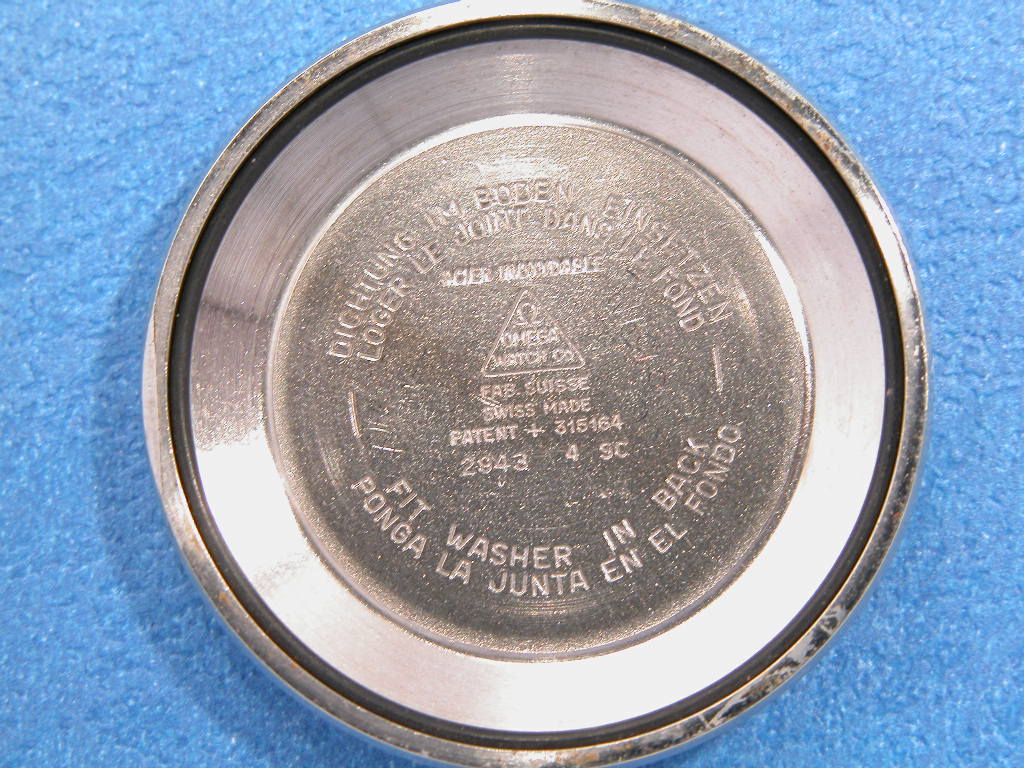 DICHTUNG IM BODEN EINSETZEN
LOGER LE JOINT DANS LE FOND
ACIER INOXYDABLE
Ω
OMEGA
WATCH CO
FAB. SUISSE
SWISS MADE
PATENT + 315164
2943 4 SC
FIT WASHER IN BACK
PONGA LA JUNTA EN EL FONDO.